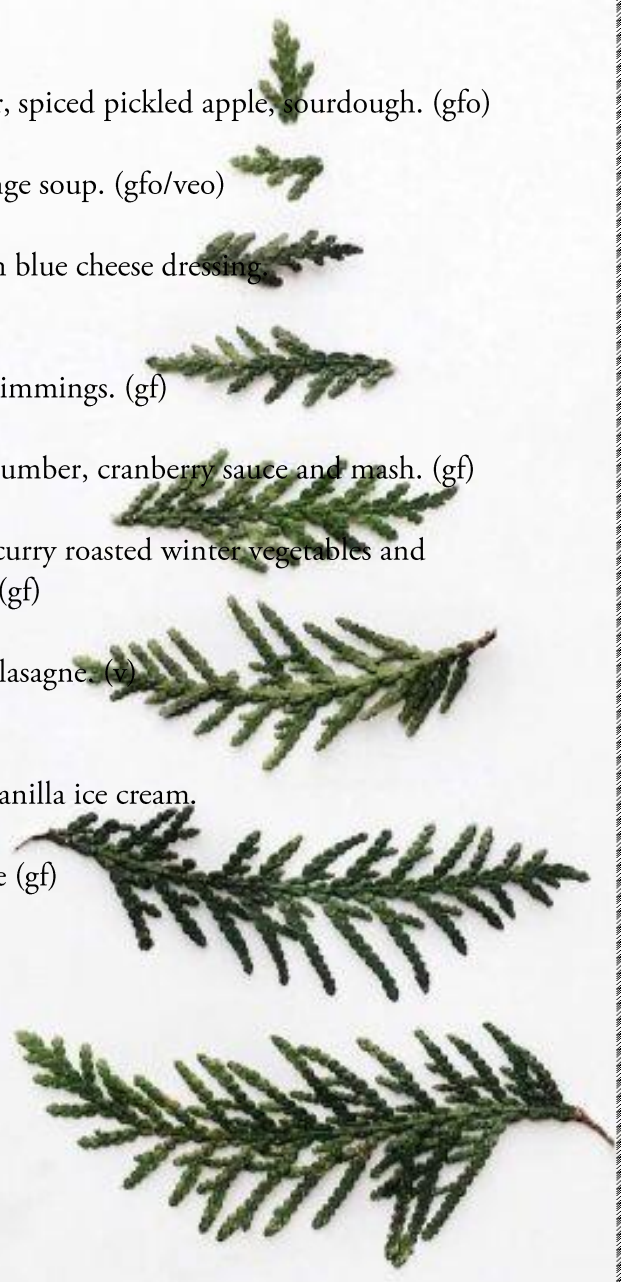 , spiced pickled apple, sourdough. (gfo)
nge soup. (gfo/veo)
blue cheese dressing.
immings. (gf)
umber, cranberry sauce and mash. (gf)
curry roasted winter vegetables and
(gf)
lasagne. (v)
anilla ice cream.
(gf)